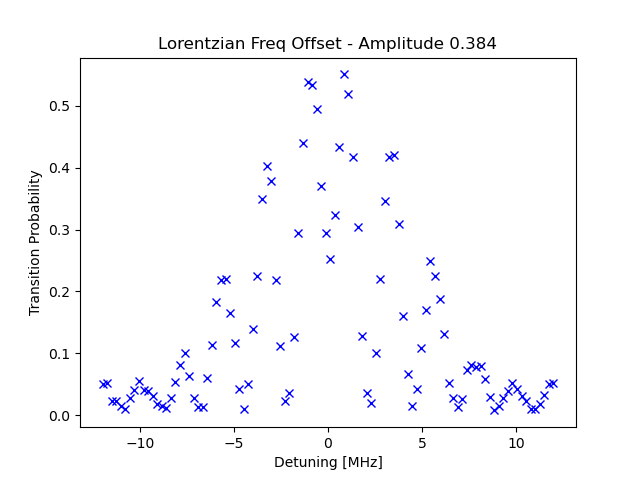 Lorentzian Freq Offset - Amplitude 0.384
Transition Probability
0.5
0.4
0.3
0.2
0.1
0.0
−10 −5 0 5 10
Detuning [MHz]